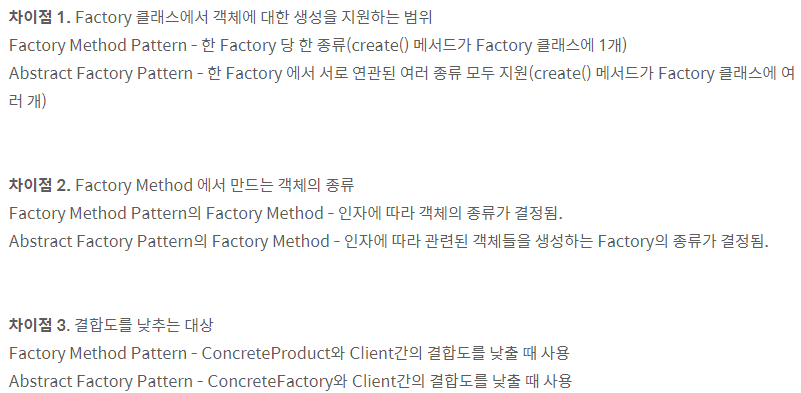 차이점 1. Factory 클래스에서 객체에 대한 생성을 지원하는 범위
Factory Method Pattern - 한 Factory 당 한 종류(create() 메서드가 Factory 클래스에 1개)
Abstract Factory Pattern - 한 Factory 에서 서로 연관된 여러 종류 모두 지원(create() 메서드가 Factory 클래스에 여
러 개)
차이점 2. Factory Method 에서 만드는 객체의 종류
Factory Method Pattern의 Factory Method - 인자에 따라 객체의 종류가 결정됨.
Abstract Factory Pattern의 Factory Method - 인자에 따라 관련된 객체들을 생성하는 Factory의 종류가 결정됨.
차이점 3. 결합도를 낮추는 대상
Factory Method Pattern - ConcreteProduct와 Client간의 결합도를 낮출 때 사용
Abstract Factory Pattern - ConcreteFactory와 Client간의 결합도를 낮출 때 사용